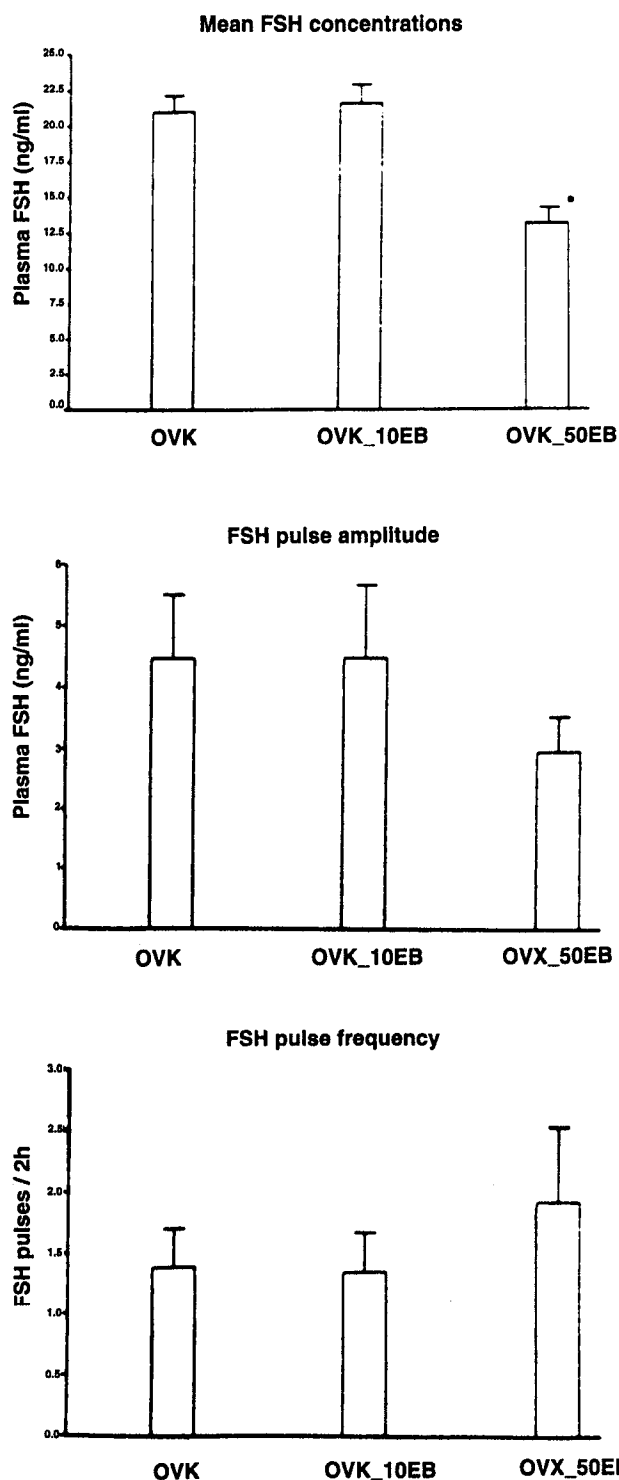 Mean FSH concentrations
Plasma FSH (ng/ml)
25.0
22.5
20.0
17.5
15.0
12.5
10.0
7.5
5.0
2.5
0.0
OVK
OVK_10EB
OVK_50EB
FSH pulse amplitude
Plasma FSH (ng/ml)
6
5
4
3
2
1
0
OVK
OVK_10EB
OVX_50EB
FSH pulse frequency
FSH pulses / 2h
3.0
2.5
2.0
1.5
1.0
0.5
0.0
OVK
OVK_10EB
OVX_50EB